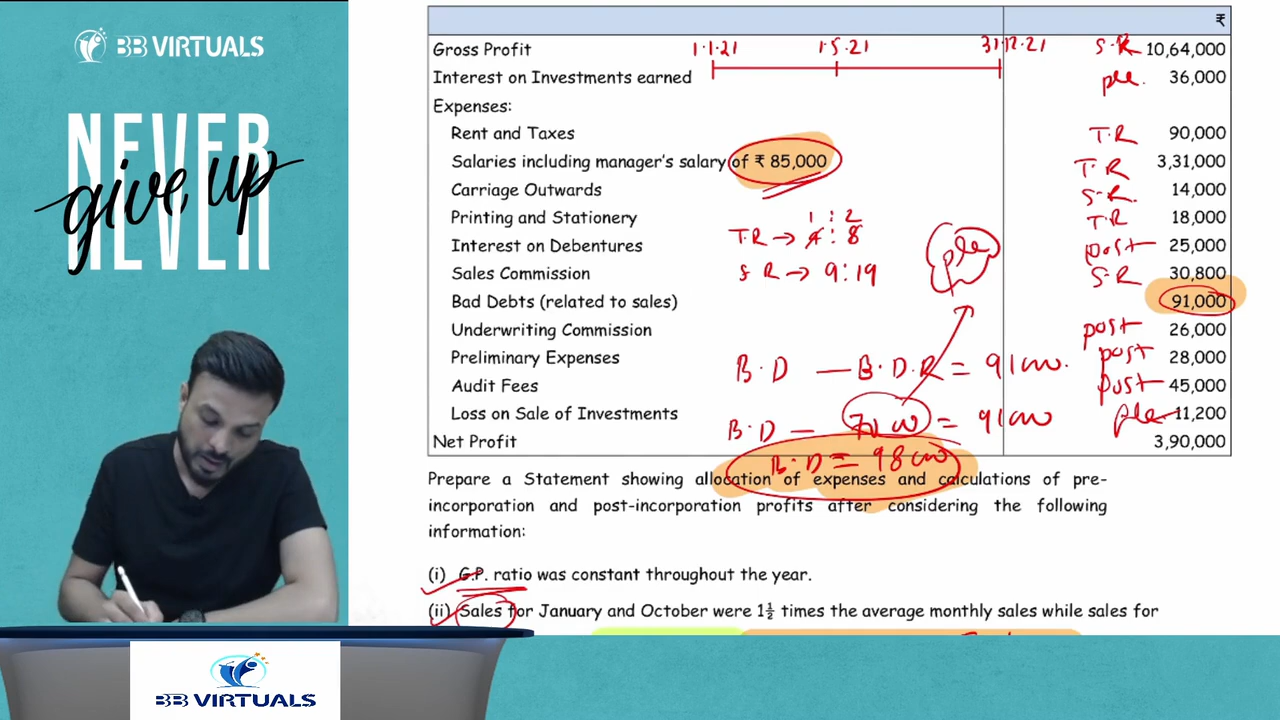 BB VIRTUALS
NEVER
give up
NEVER
₹
Gross Profit 1·1·21 1·5·21 31·12·21 S·R 10,64,000
Interest on Investments earned pre. 36,000
Expenses:
Rent and Taxes T·R 90,000
Salaries including manager's salary of ₹ 85,000 T·R 3,31,000
Carriage Outwards S·R. 14,000
Printing and Stationery 1 : 2 T·R 18,000
T·R → 4 : 8
Interest on Debentures pre post 25,000
Sales Commission S R → 9:19 S·R 30,800
Bad Debts (related to sales) 91,000
Underwriting Commission post 26,000
Preliminary Expenses B·D — B·D·R = 91000. post 28,000
Audit Fees post 45,000
Loss on Sale of Investments B·D — 7000 = 91000 pre 11,200
Net Profit 3,90,000
B·D = 98000
Prepare a Statement showing allocation of expenses and calculations of pre-
incorporation and post-incorporation profits after considering the following
information:
(i) G.P. ratio was constant throughout the year.
(ii) Sales for January and October were 1½ times the average monthly sales while sales for
BB VIRTUALS